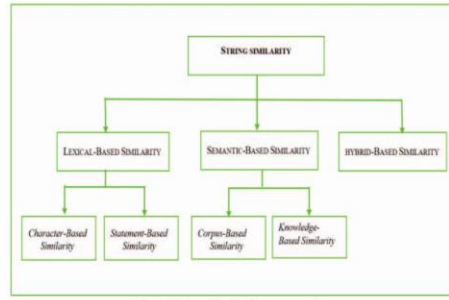 STRING SIMILARITY
LEXICAL-BASED SIMILARITY
SEMANTIC-BASED SIMILARITY
HYBRID-BASED SIMILARITY
Character-Based
Similarity
Statement-Based
Similarity
Corpus-Based
Similarity
Knowledge-
Based Similarity